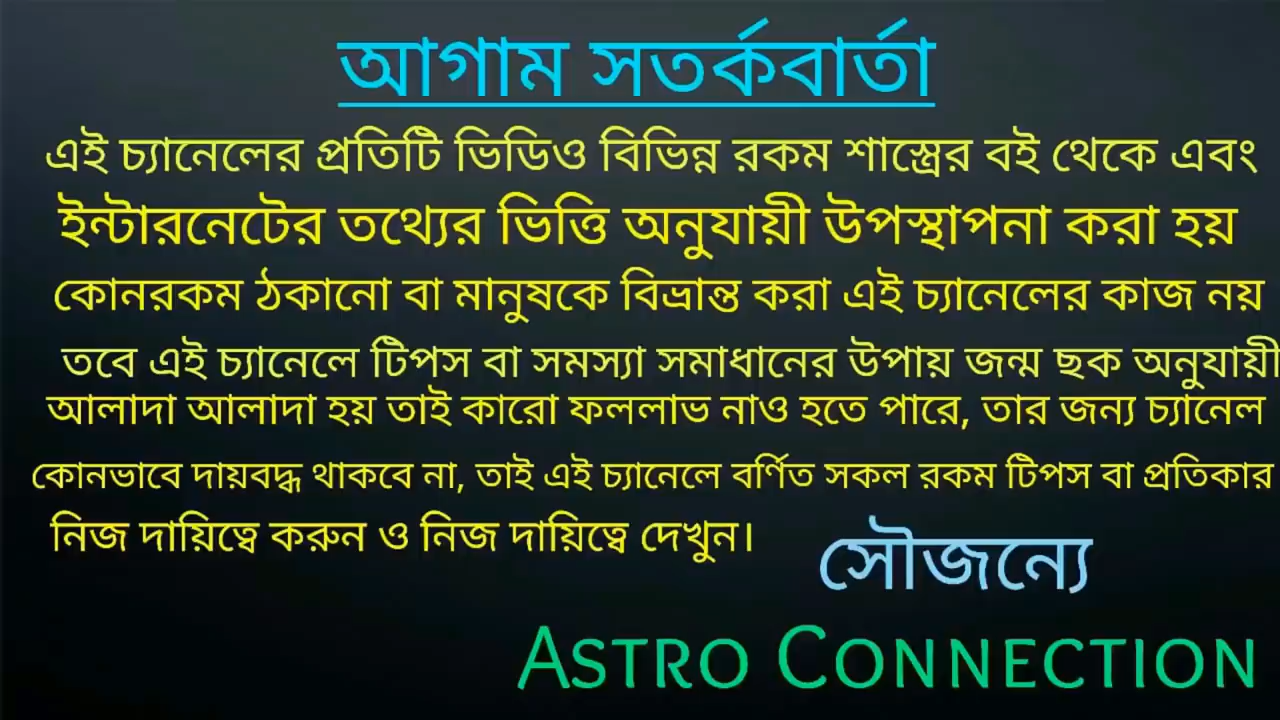 আগাম সতর্কবার্তা
এই চ্যানেলের প্রতিটি ভিডিও বিভিন্ন রকম শাস্ত্রের বই থেকে এবং
ইন্টারনেটের তথ্যের ভিত্তি অনুযায়ী উপস্থাপনা করা হয়
কোনরকম ঠকানো বা মানুষকে বিভ্রান্ত করা এই চ্যানেলের কাজ নয়
তবে এই চ্যানেলে টিপস বা সমস্যা সমাধানের উপায় জন্ম ছক অনুযায়ী
আলাদা আলাদা হয় তাই কারো ফললাভ নাও হতে পারে, তার জন্য চ্যানেল
কোনভাবে দায়বদ্ধ থাকবে না, তাই এই চ্যানেলে বর্ণিত সকল রকম টিপস বা প্রতিকার
নিজ দায়িত্বে করুন ও নিজ দায়িত্বে দেখুন।
সৌজন্যে
ASTRO CONNECTION